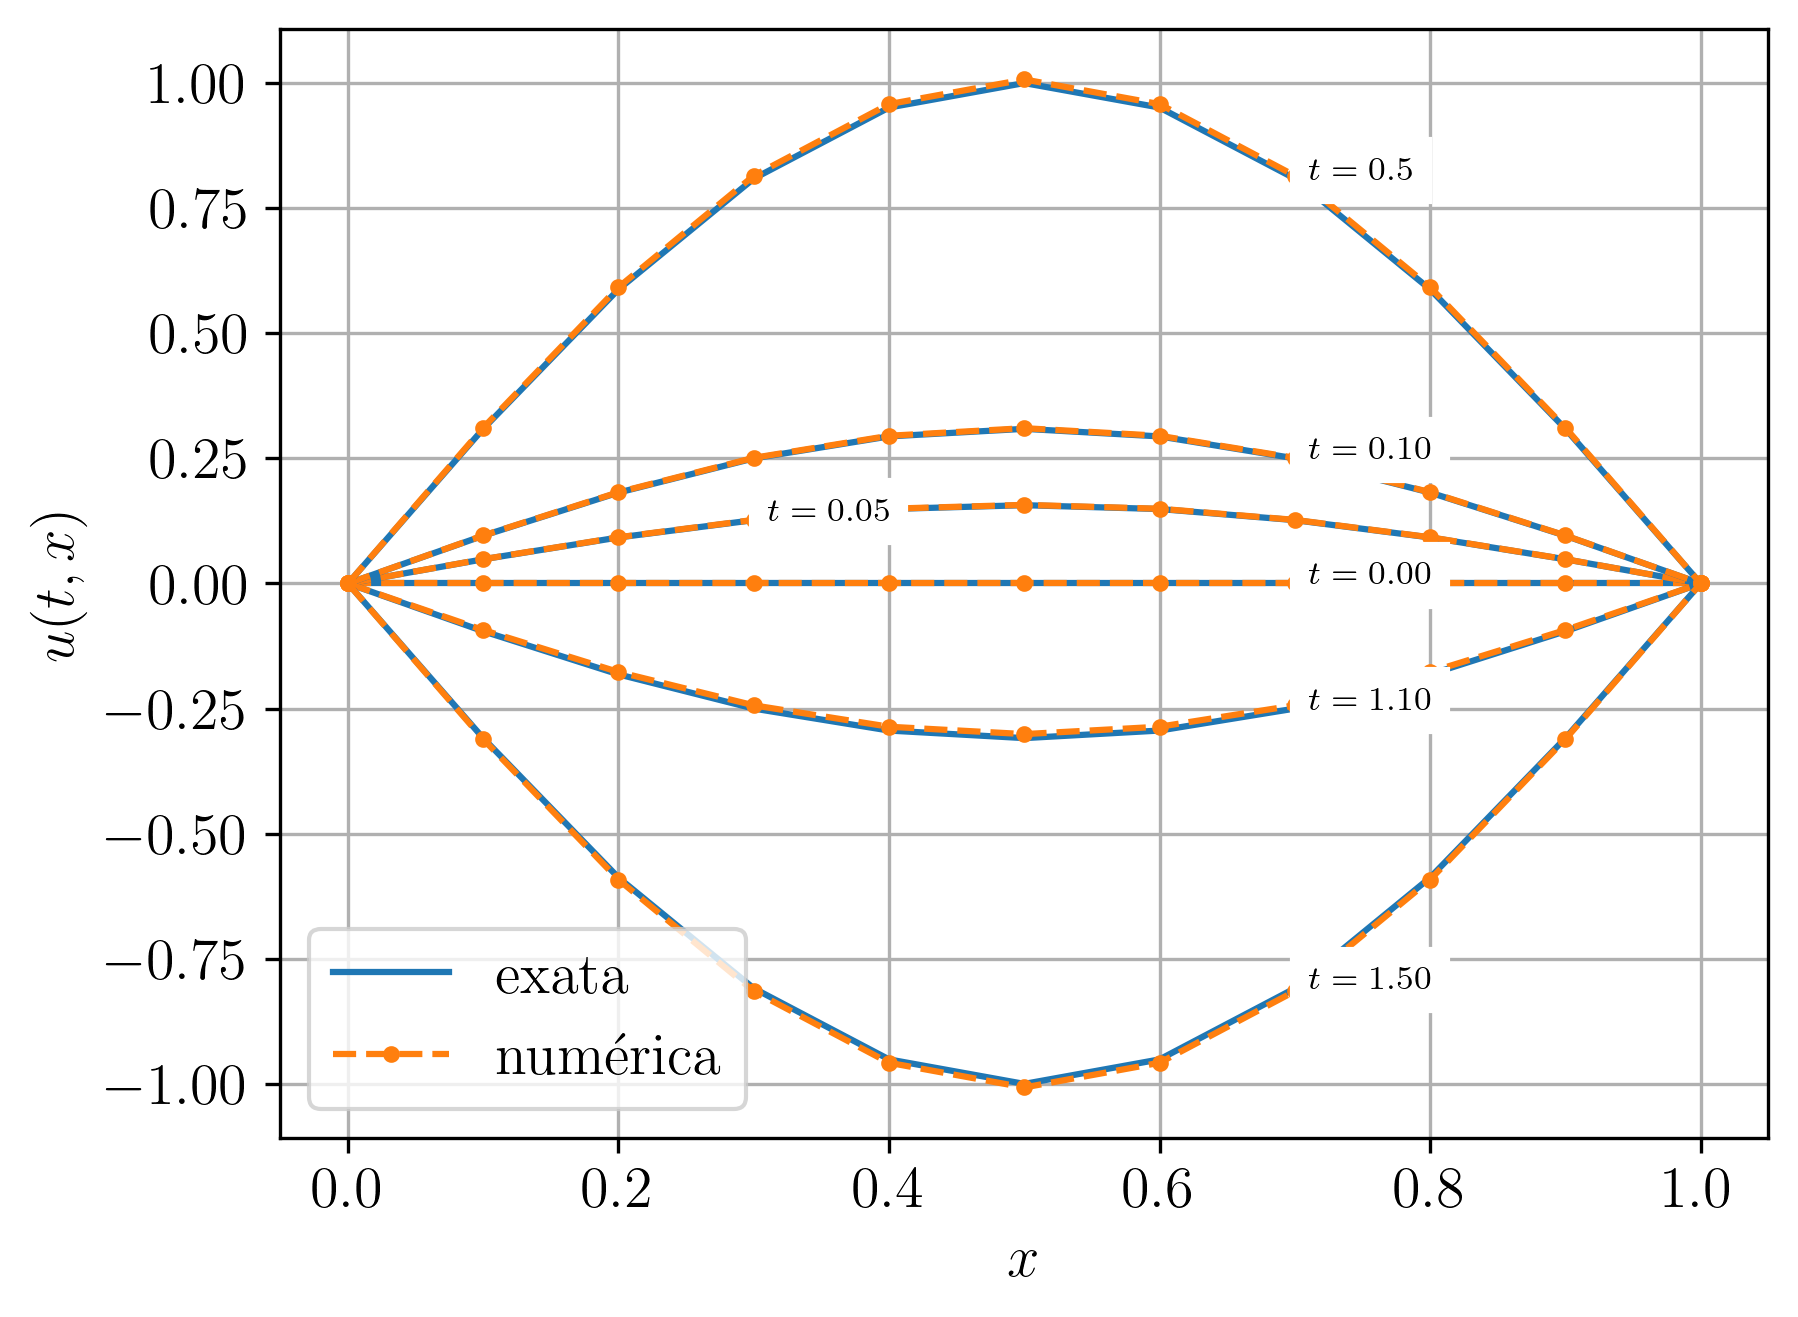 1.00
0.75
0.50
0.25
0.00
−0.25
−0.50
−0.75
−1.00
u(t, x)
t = 0.5
t = 0.10
t = 0.05
t = 0.00
t = 1.10
t = 1.50
exata
numérica
0.0 0.2 0.4 0.6 0.8 1.0
x